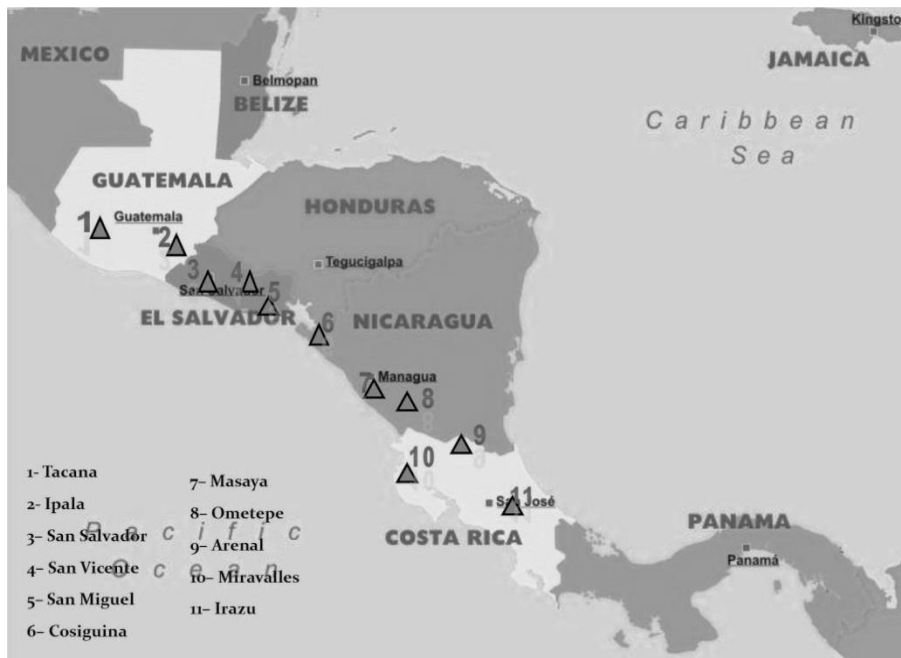 Kingsto
MEXICO
JAMAICA
Belmopan
BELIZE
Caribbean
Sea
GUATEMALA
HONDURAS
1
Guatemala
2
Tegucigalpa
3
4
San Salvador
5
EL SALVADOR
NICARAGUA
6
7
Managua
8
9
10
11
San José
COSTA RICA
PANAMA
Panamá
Pacific
Ocean
1- Tacana
2- Ipala
3- San Salvador
4- San Vicente
5- San Miguel
6- Cosiguina
7- Masaya
8- Ometepe
9- Arenal
10- Miravalles
11- Irazu